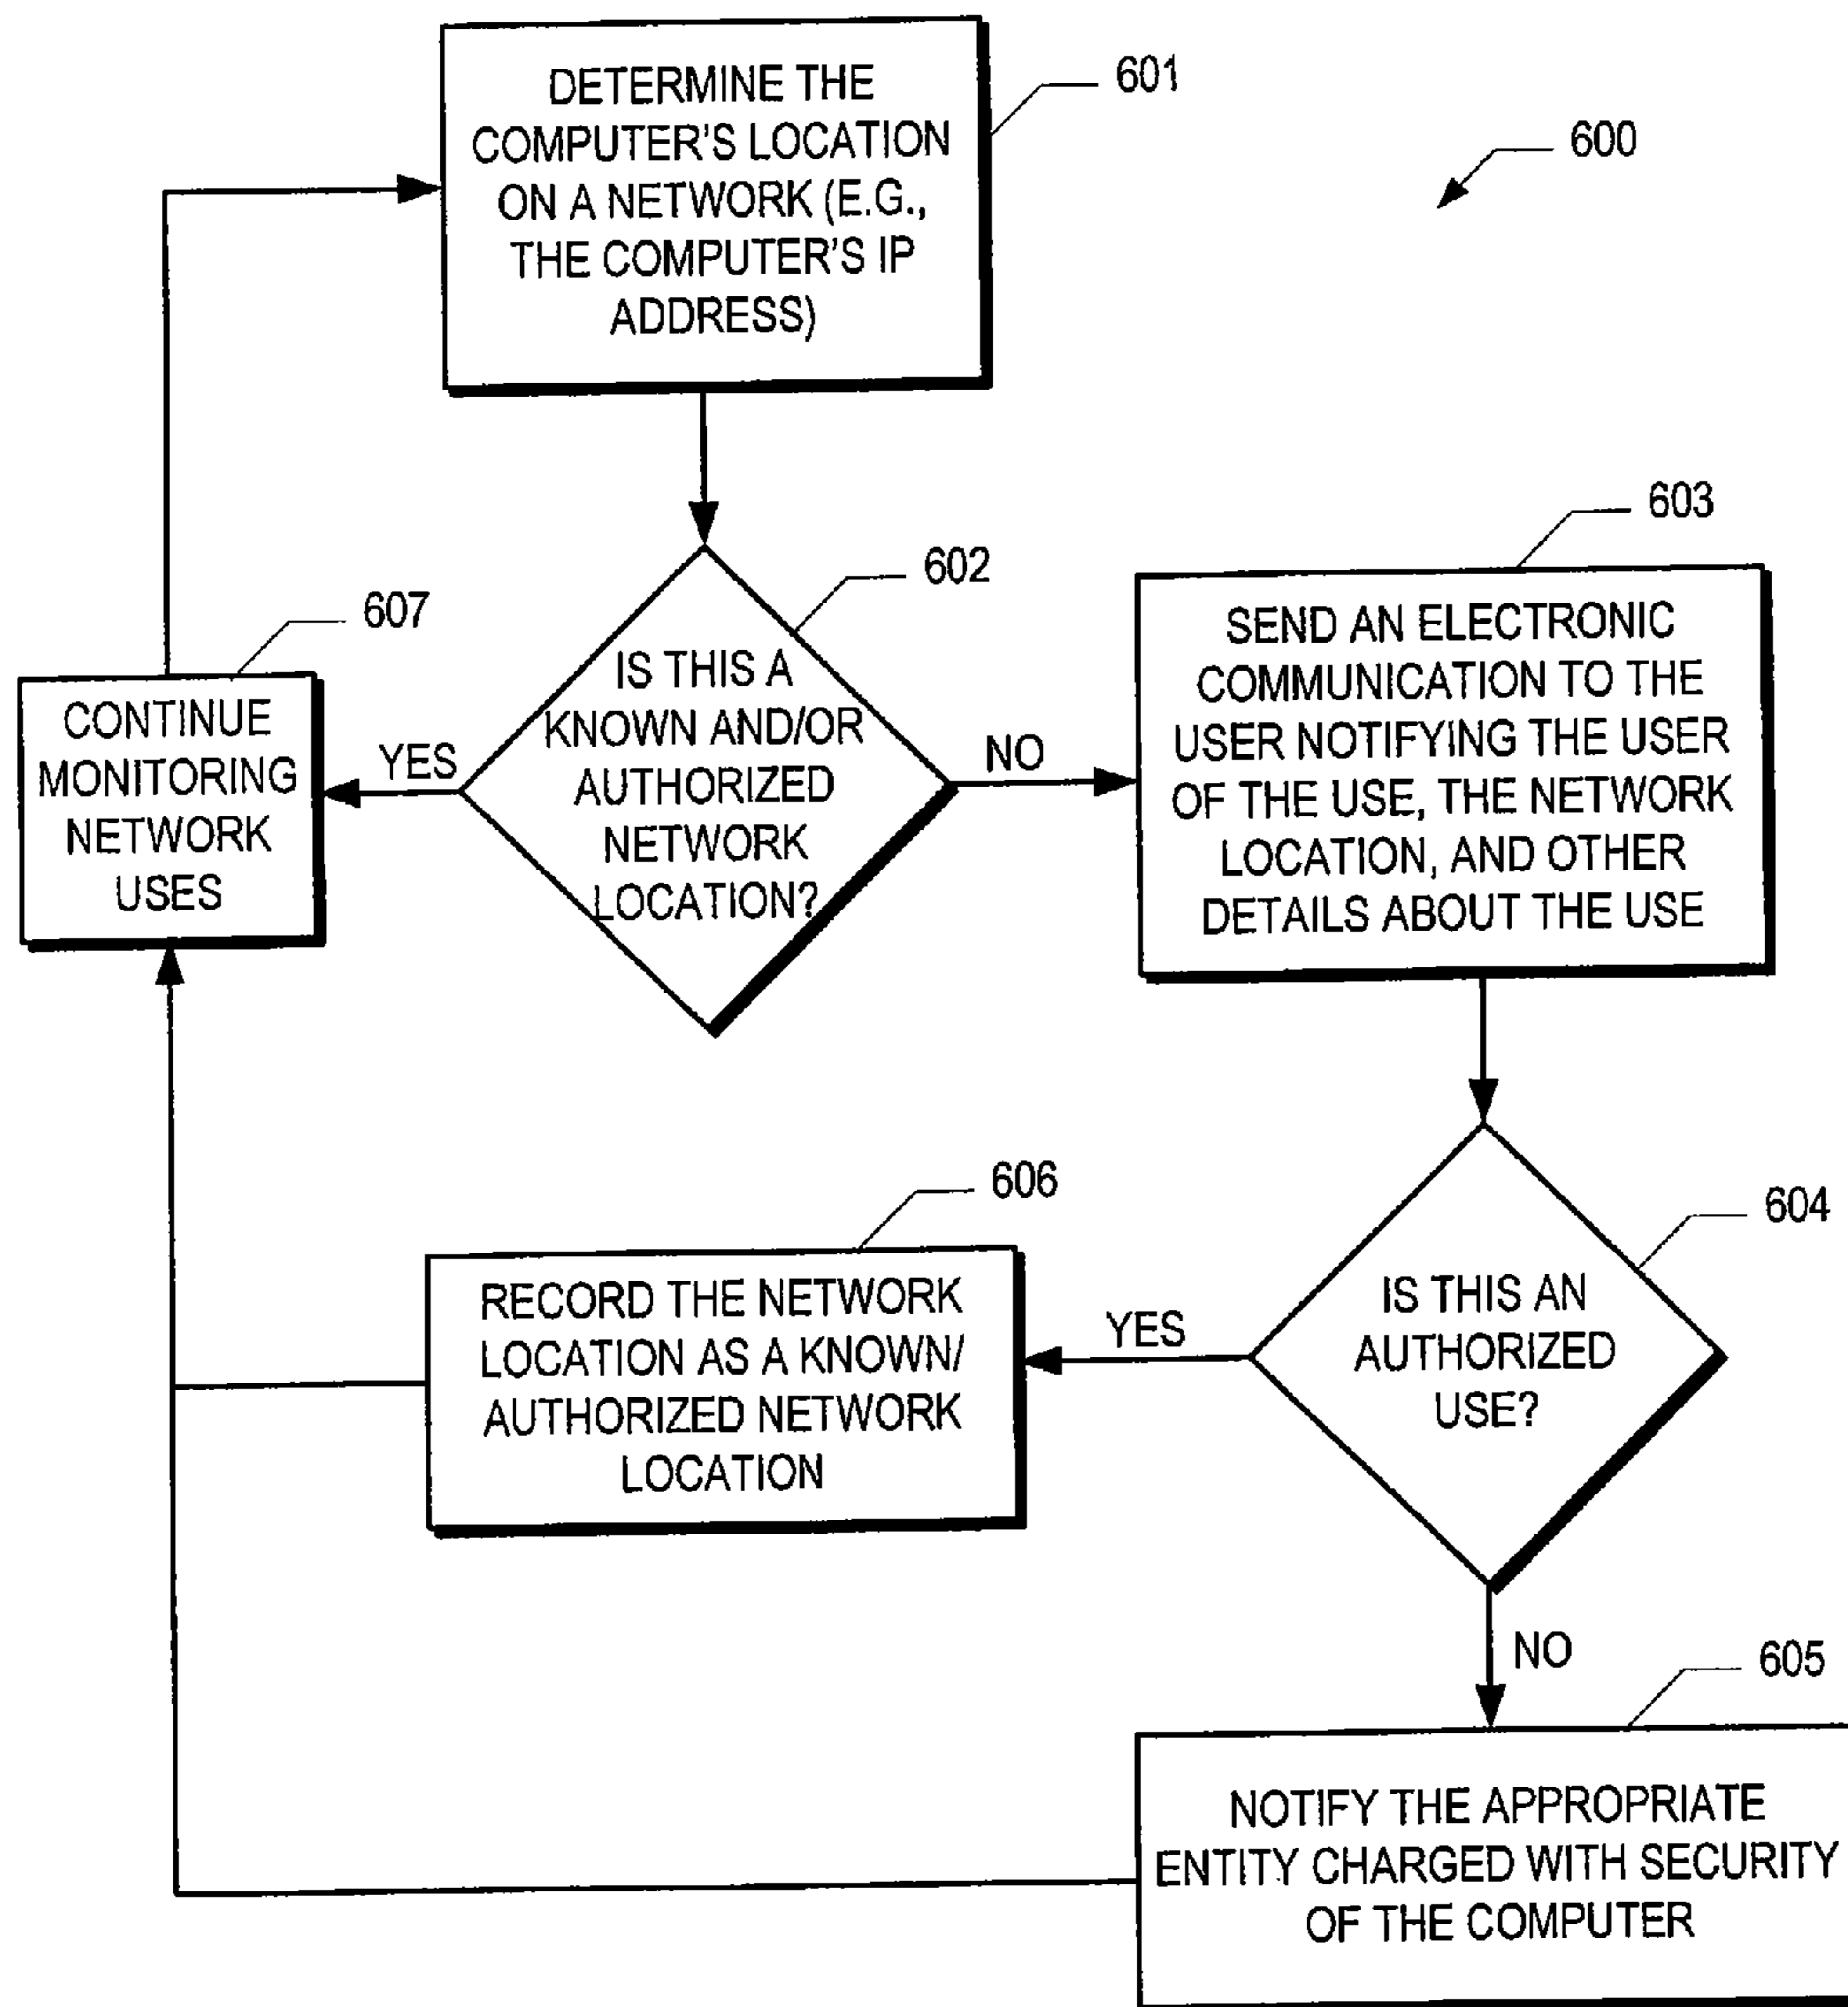 DETERMINE THE
COMPUTER'S LOCATION
ON A NETWORK (E.G.,
THE COMPUTER'S IP
ADDRESS)
601
600
602
IS THIS A
KNOWN AND/OR
AUTHORIZED
NETWORK
LOCATION?
YES
NO
607
CONTINUE
MONITORING
NETWORK
USES
603
SEND AN ELECTRONIC
COMMUNICATION TO THE
USER NOTIFYING THE USER
OF THE USE, THE NETWORK
LOCATION, AND OTHER
DETAILS ABOUT THE USE
604
IS THIS AN
AUTHORIZED
USE?
YES
NO
606
RECORD THE NETWORK
LOCATION AS A KNOWN/
AUTHORIZED NETWORK
LOCATION
605
NOTIFY THE APPROPRIATE
ENTITY CHARGED WITH SECURITY
OF THE COMPUTER